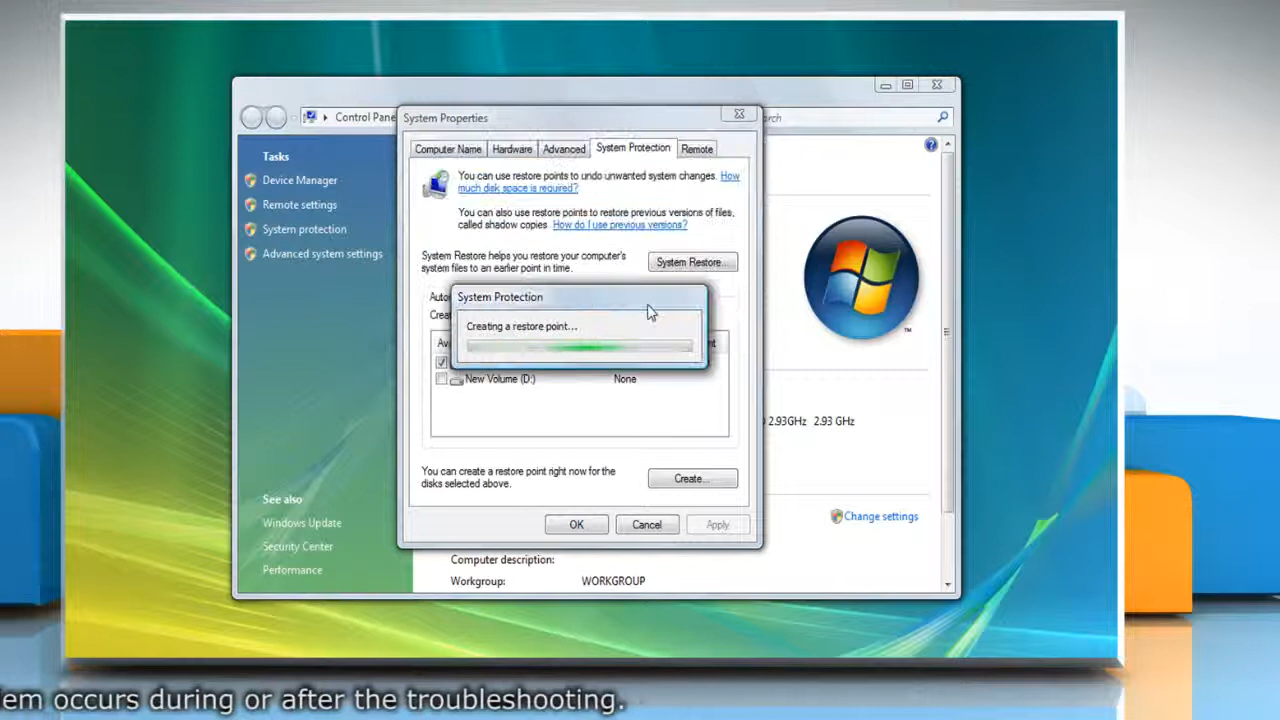 Control Pane
arch
System Properties
Computer Name
Hardware
Advanced
System Protection
Remote
Tasks
Device Manager
Remote settings
System protection
Advanced system settings
You can use restore points to undo unwanted system changes. How
much disk space is required?
You can also use restore points to restore previous versions of files,
called shadow copies. How do I use previous versions?
System Restore helps you restore your computer's
system files to an earlier point in time.
System Restore...
Auto
Crea
System Protection
Creating a restore point...
Av
nt
New Volume (D:)
None
D 2.93GHz 2.93 GHz
TM
You can create a restore point right now for the
disks selected above.
Create...
OK
Cancel
Apply
See also
Windows Update
Security Center
Performance
Change settings
Computer description:
Workgroup:
WORKGROUP
lem occurs during or after the troubleshooting.